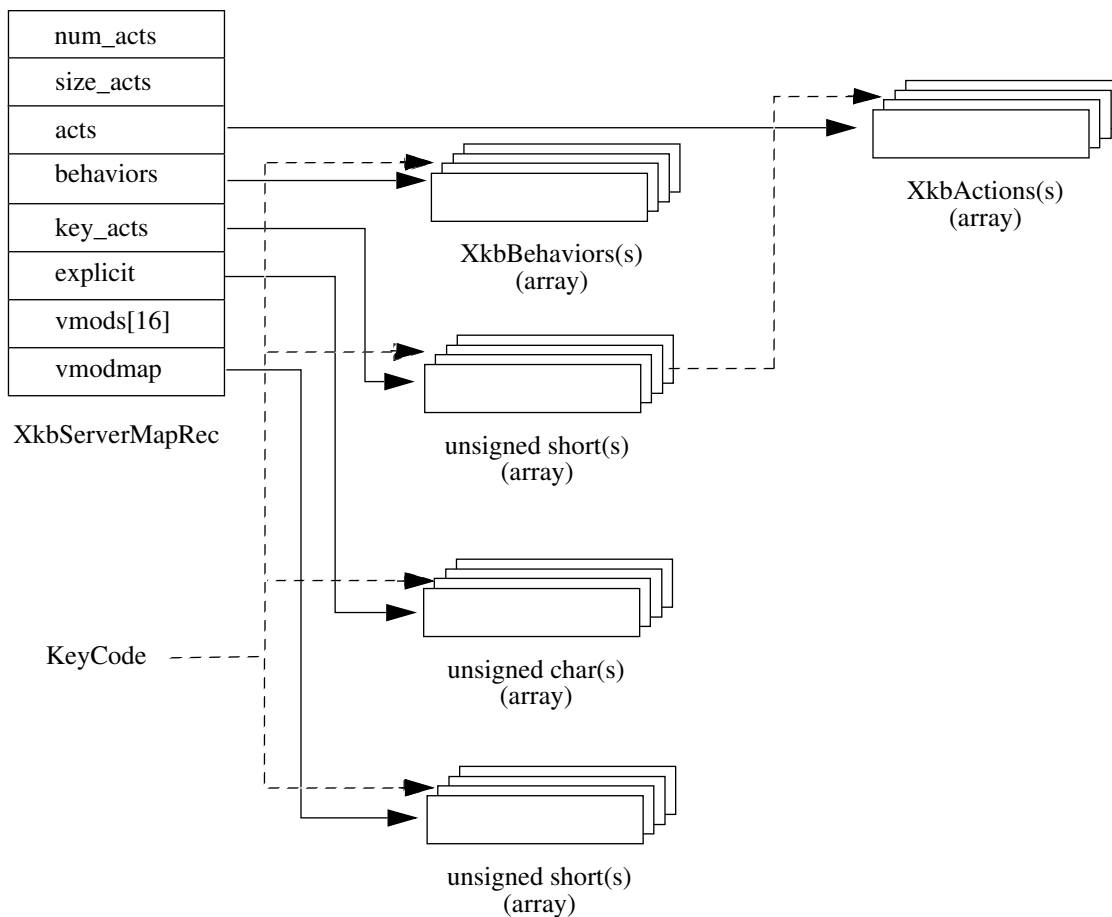 num_acts
size_acts
acts
behaviors
key_acts
explicit
vmods[16]
vmodmap
XkbServerMapRec
KeyCode
XkbBehaviors(s)
(array)
unsigned short(s)
(array)
unsigned char(s)
(array)
unsigned short(s)
(array)
XkbActions(s)
(array)